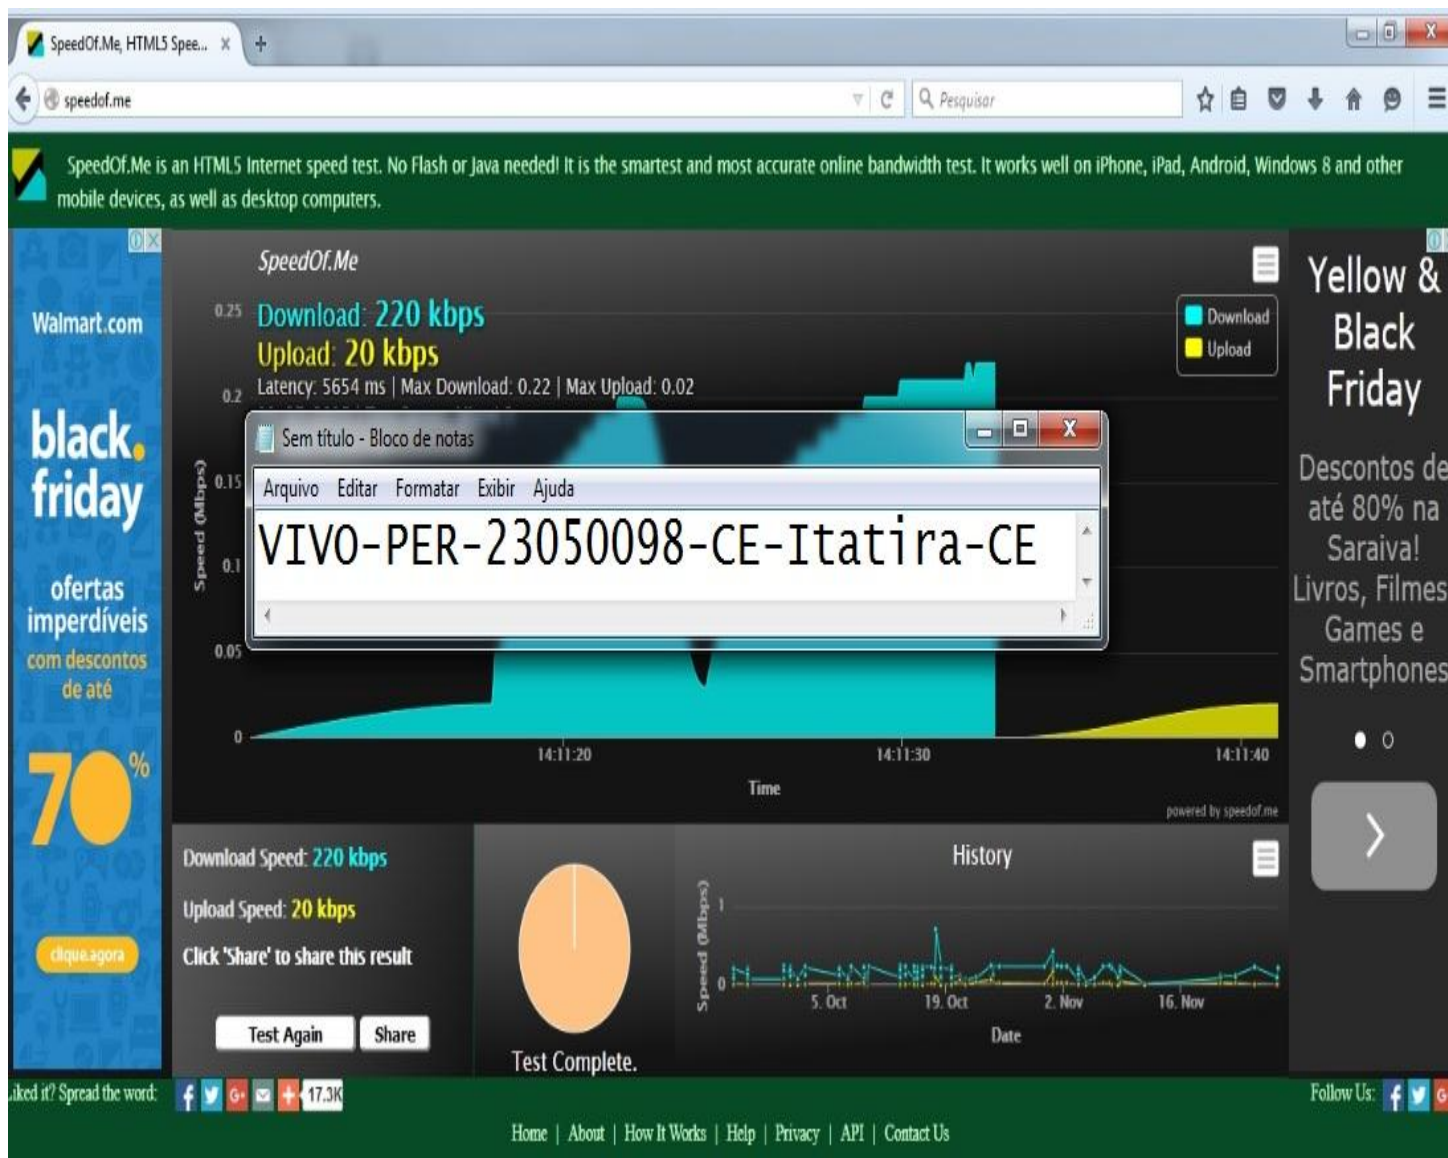 SpeedOf.Me, HTML5 Spee...
speedof.me
Pesquisar
SpeedOf.Me is an HTML5 Internet speed test. No Flash or Java needed! It is the smartest and most accurate online bandwidth test. It works well on iPhone, iPad, Android, Windows 8 and other
mobile devices, as well as desktop computers.
Walmart.com
black.
friday
ofertas
imperdíveis
com descontos
de até
70%
clique.agora
SpeedOf.Me
Download: 220 kbps
Upload: 20 kbps
Latency: 5654 ms | Max Download: 0.22 | Max Upload: 0.02
Download
Upload
Sem título - Bloco de notas
Arquivo Editar Formatar Exibir Ajuda
VIVO-PER-23050098-CE-Itatira-CE
Speed (Mbps)
0.25
0.2
0.15
0.1
0.05
0
14:11:20 14:11:30 14:11:40
Time
powered by speedof.me
Yellow &
Black
Friday
Descontos de
até 80% na
Saraiva!
Livros, Filmes
Games e
Smartphones
Download Speed: 220 kbps
Upload Speed: 20 kbps
Click 'Share' to share this result
Test Again Share
Test Complete.
History
Speed (Mbps)
1
0
5. Oct 19. Oct 2. Nov 16. Nov
Date
Liked it? Spread the word: 17.3K
Follow Us:
Home | About | How It Works | Help | Privacy | API | Contact Us